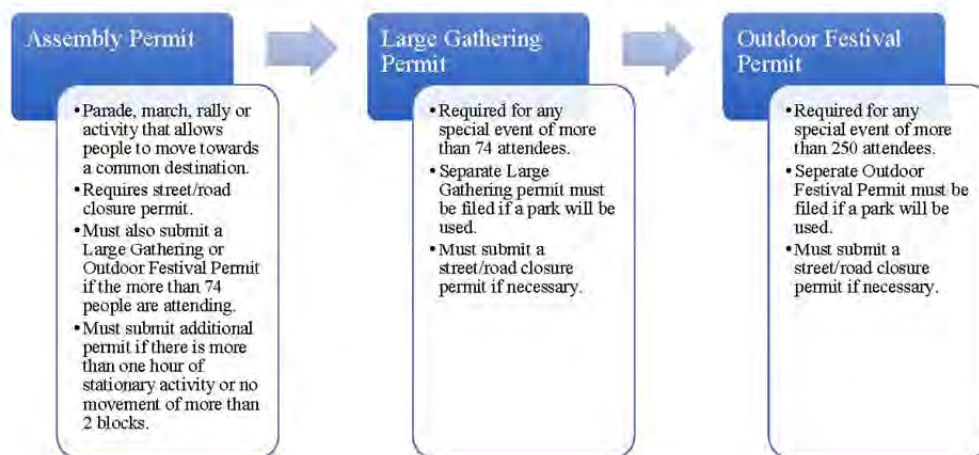 Assembly Permit
• Parade, march, rally or
activity that allows
people to move towards
a common destination.
• Requires street/road
closure permit.
• Must also submit a
Large Gathering or
Outdoor Festival Permit
if the more than 74
people are attending.
• Must submit additional
permit if there is more
than one hour of
stationary activity or no
movement of more than
2 blocks.
Large Gathering
Permit
• Required for any
special event of more
than 74 attendees.
• Separate Large
Gathering permit must
be filed if a park will be
used.
• Must submit a
street/road closure
permit if necessary.
Outdoor Festival
Permit
• Required for any
special event of more
than 250 attendees.
• Seperate Outdoor
Festival Permit must be
filed if a park will be
used.
• Must submit a
street/road closure
permit if necessary.